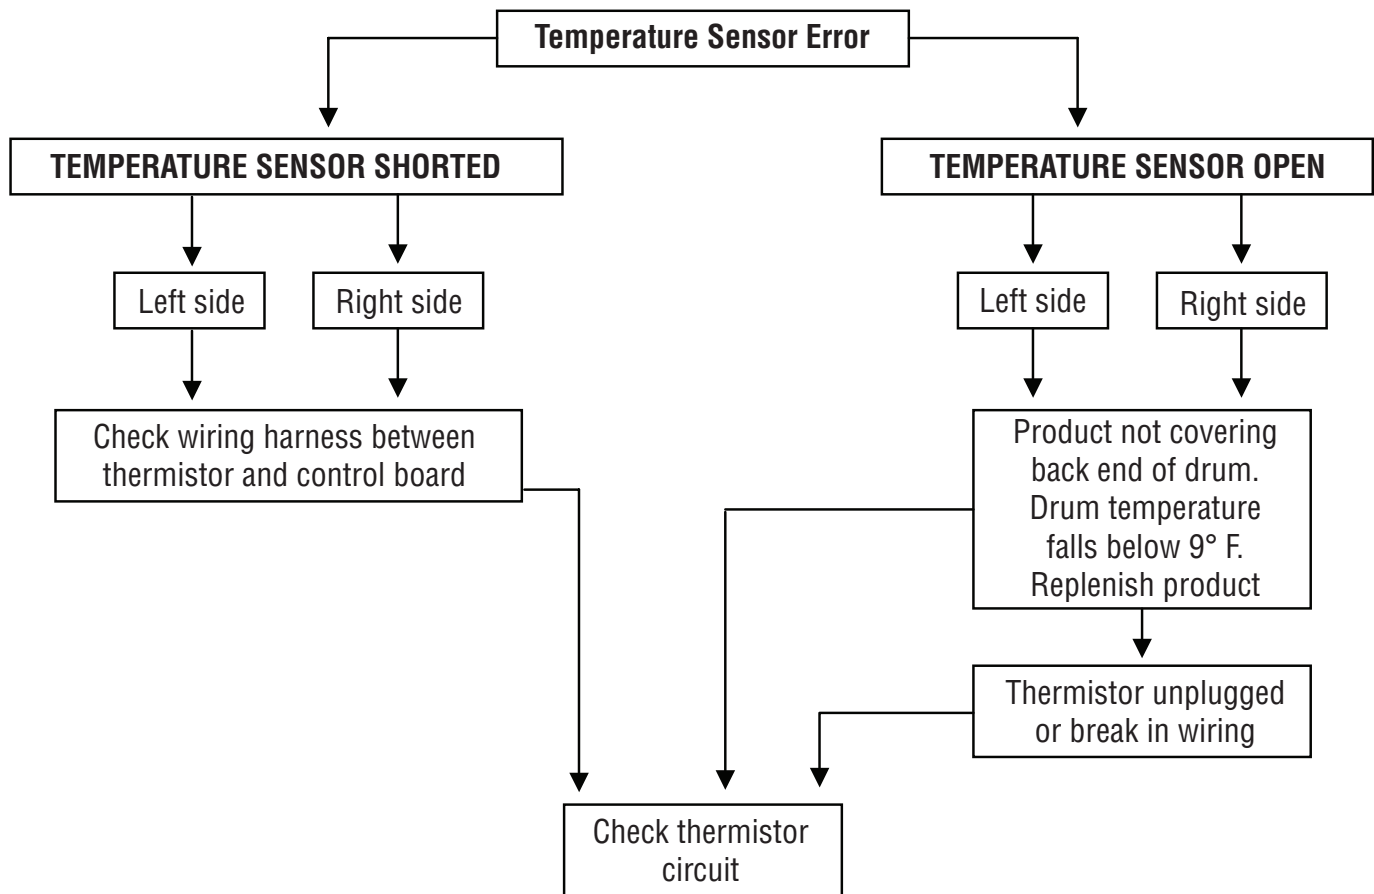 Temperature Sensor Error
TEMPERATURE SENSOR SHORTED
TEMPERATURE SENSOR OPEN
Left side
Right side
Left side
Right side
Check wiring harness between
thermistor and control board
Product not covering
back end of drum.
Drum temperature
falls below 9° F.
Replenish product
Thermistor unplugged
or break in wiring
Check thermistor
circuit